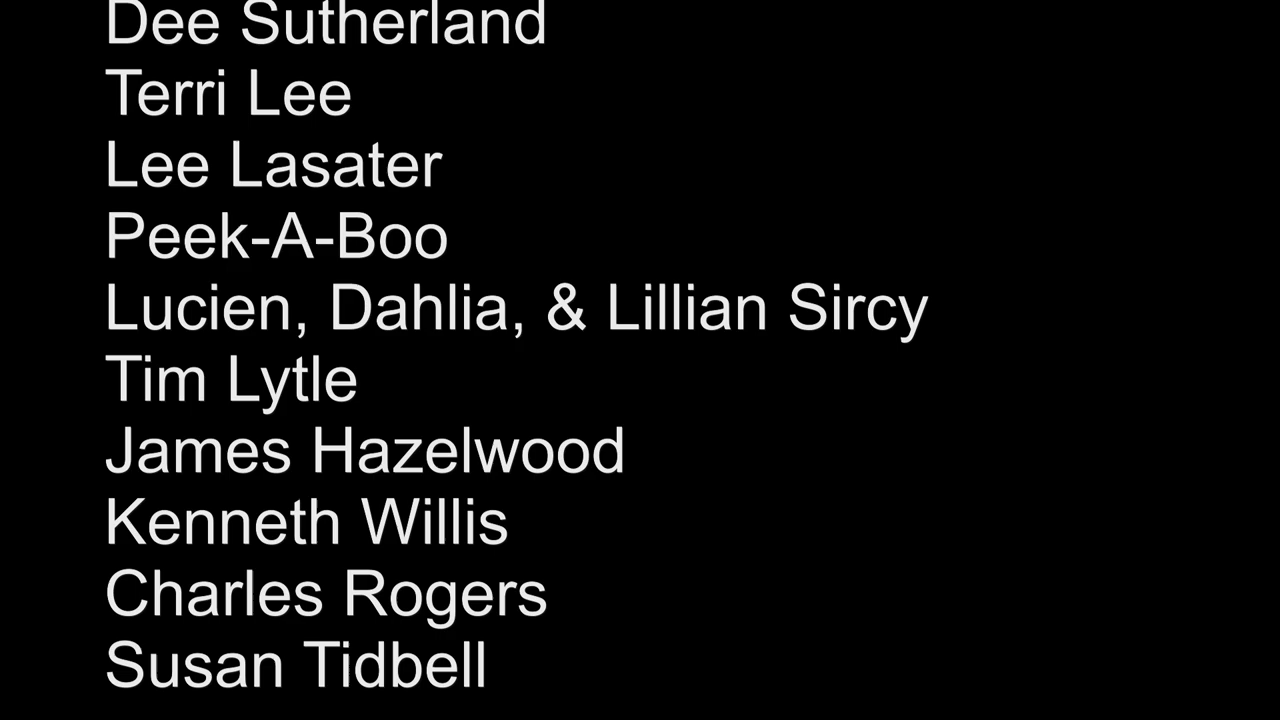 Dee Sutherland
Terri Lee
Lee Lasater
Peek-A-Boo
Lucien, Dahlia, & Lillian Sircy
Tim Lytle
James Hazelwood
Kenneth Willis
Charles Rogers
Susan Tidbell